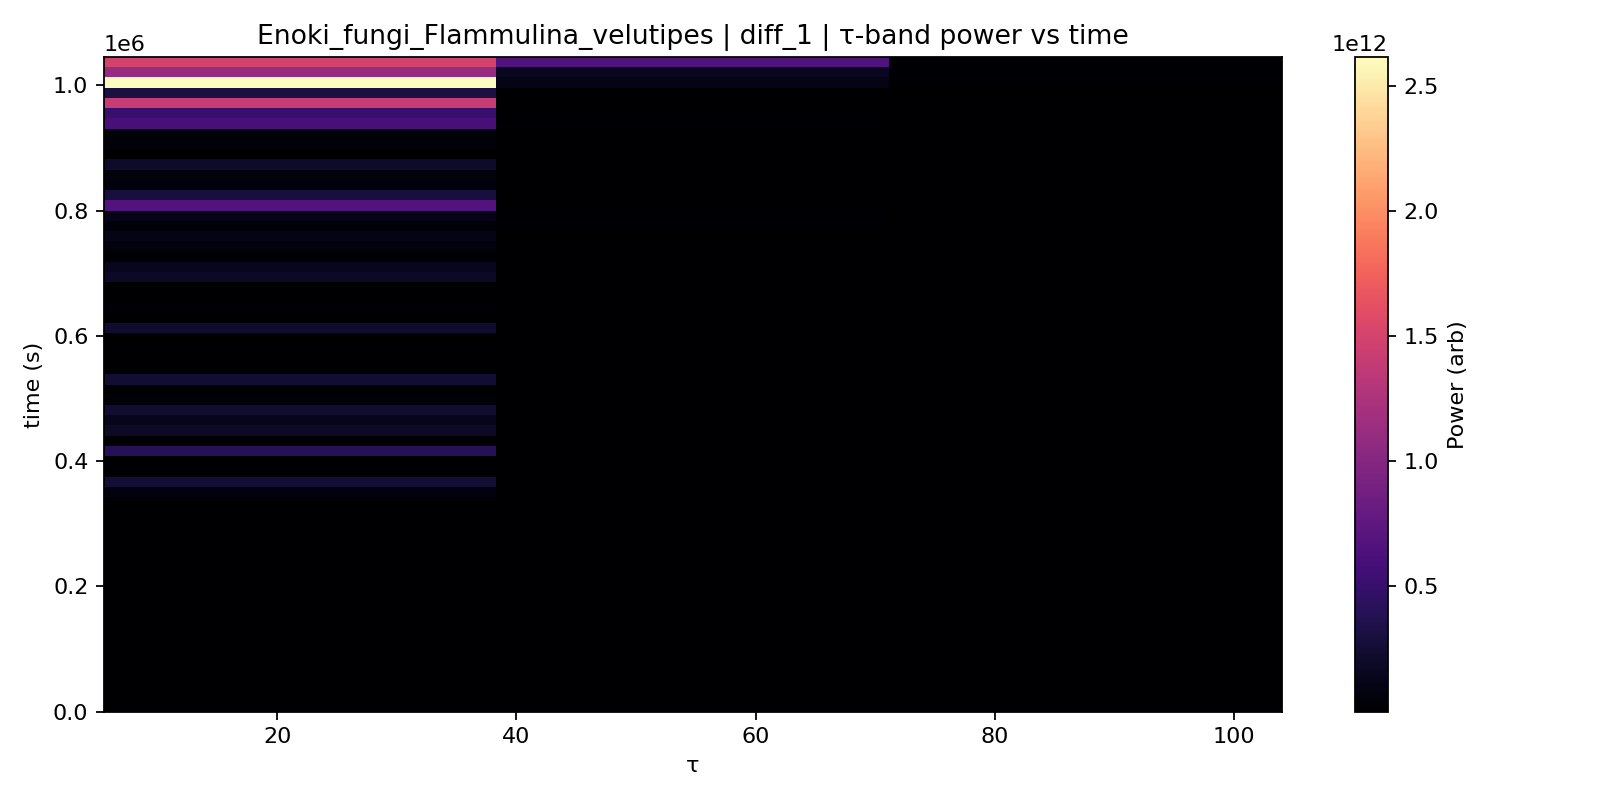 Enoki_fungi_Flammulina_velutipes | diff_1 | τ-band power vs time
1e6
1e12
1.0
0.8
0.6
0.4
0.2
0.0
time (s)
20
40
60
80
100
τ
2.5
2.0
1.5
1.0
0.5
Power (arb)